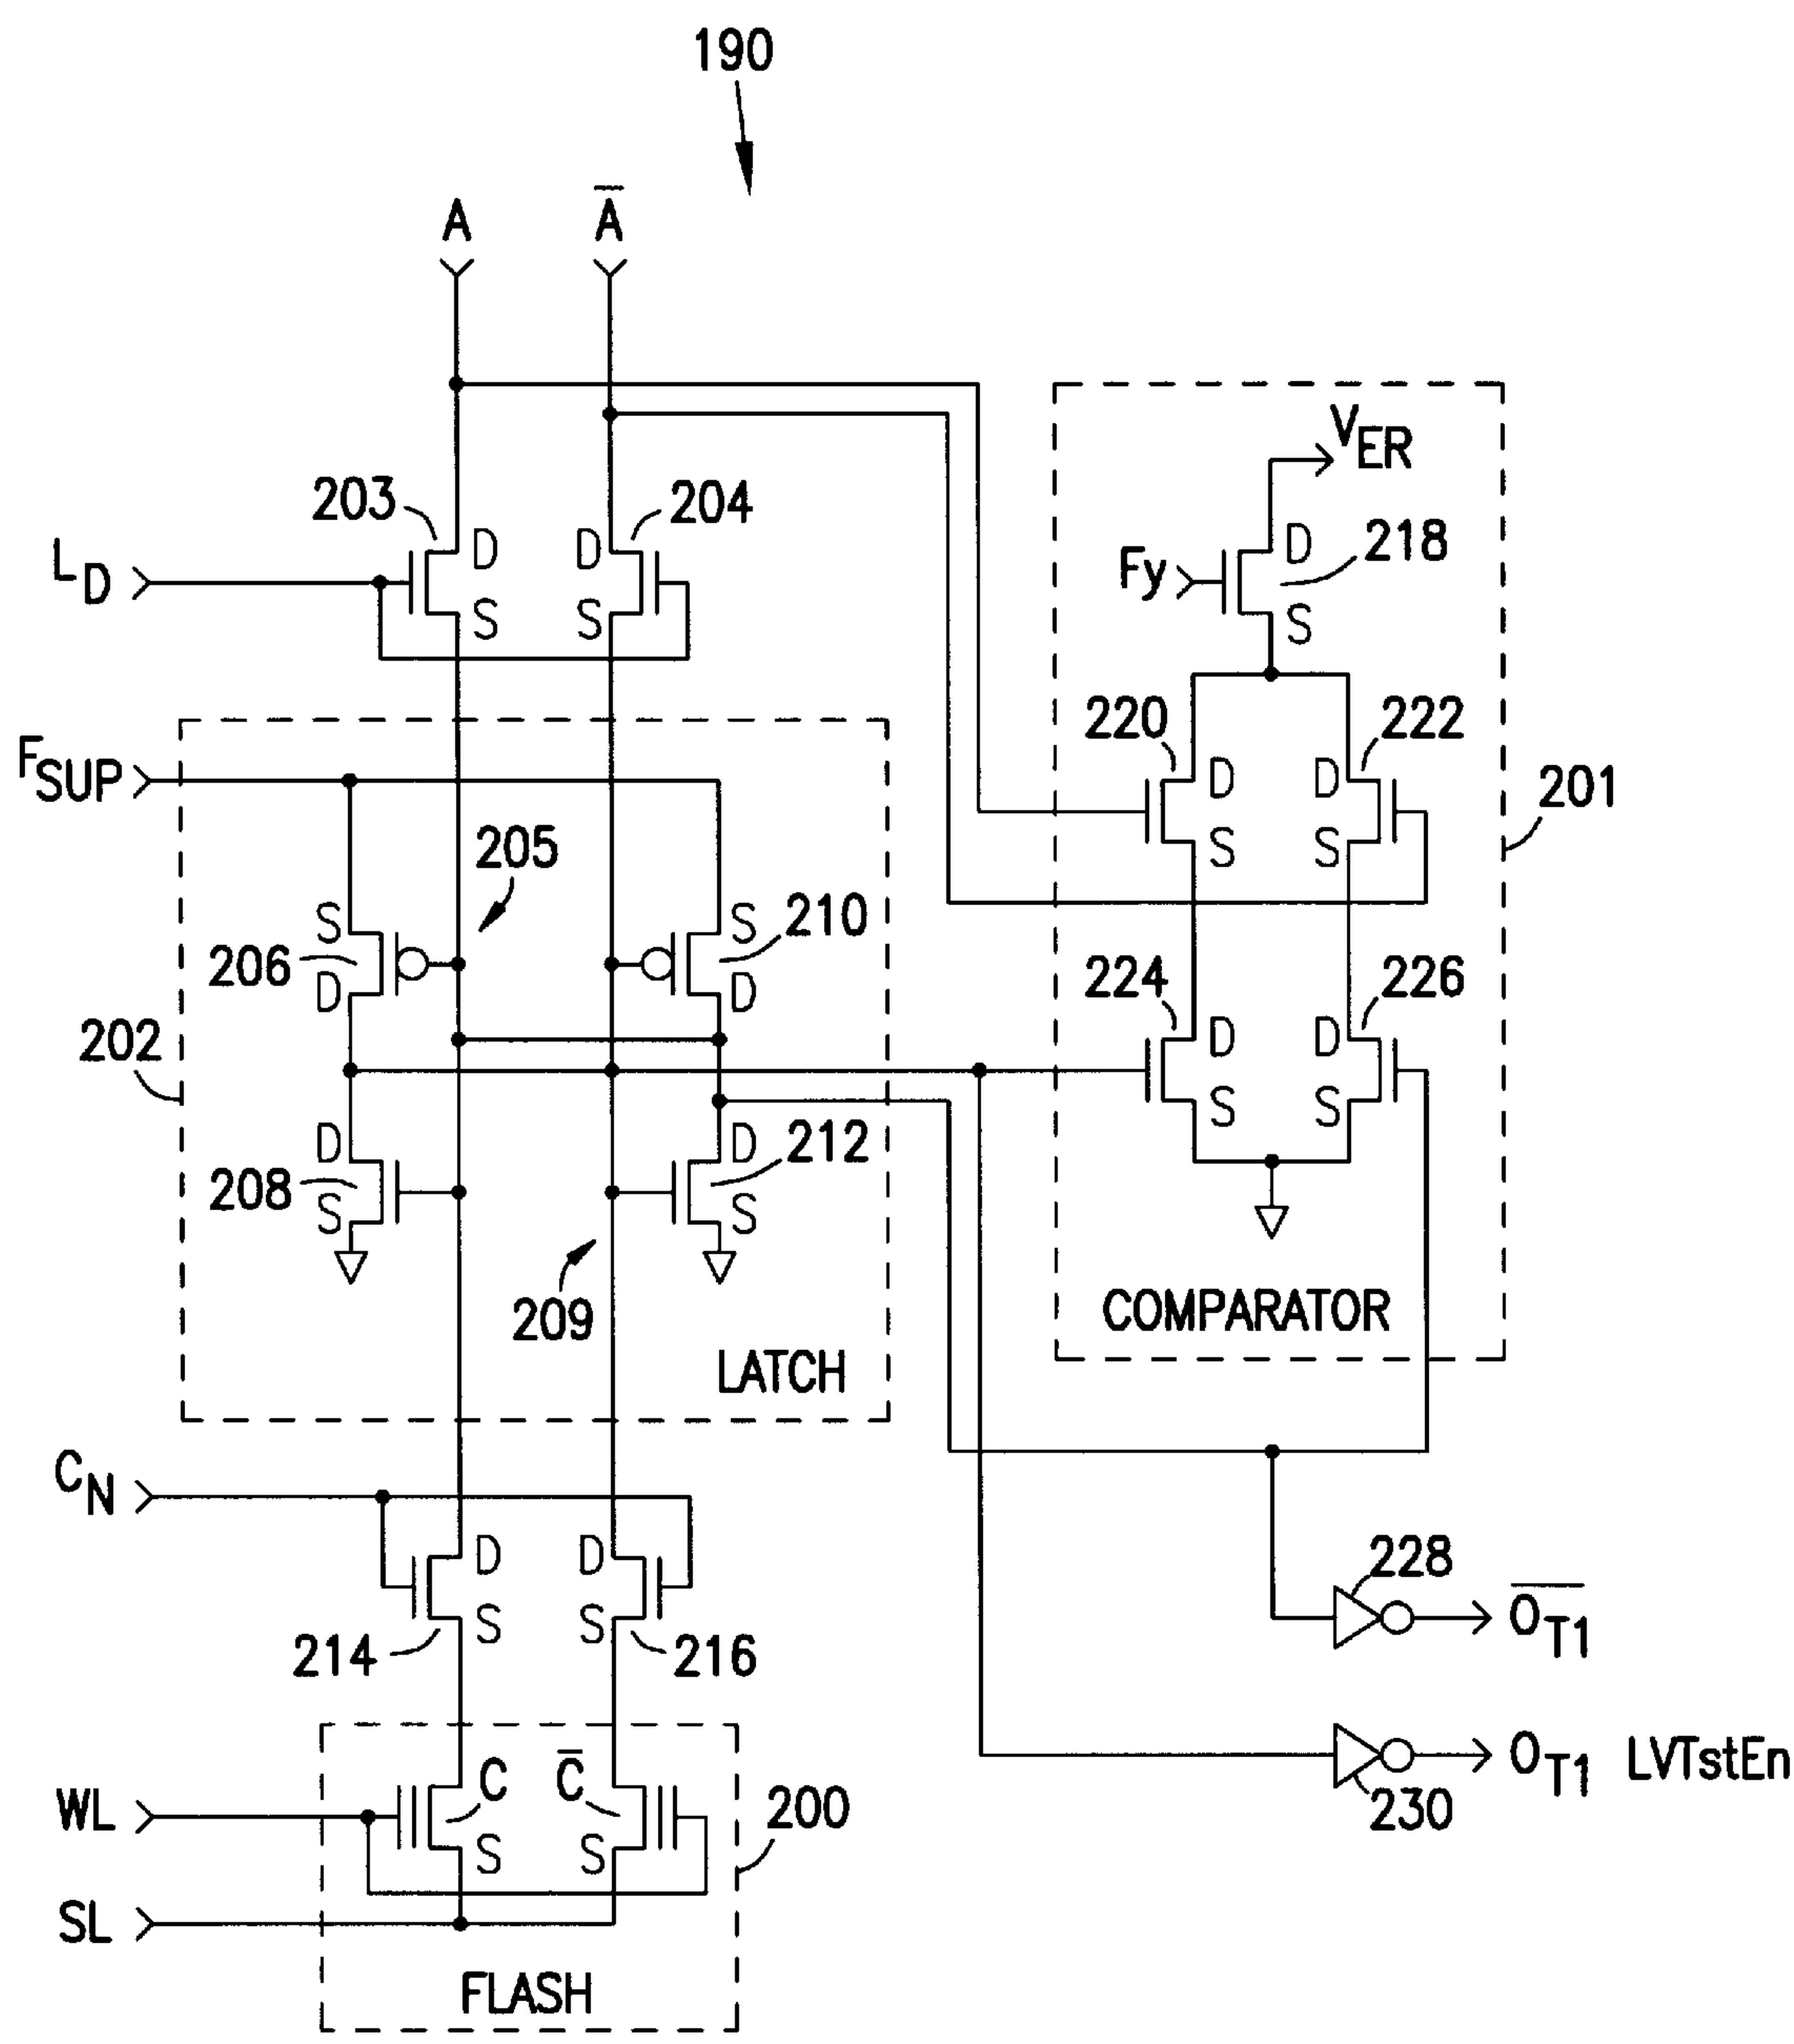 190
A A̅
203 D D 204
L_D
S S
V_ER
Fy D 218
S
F_SUP
205
220 222
D D
S S
201
S S 210
206
D D
202
224 226
D D
S S
D D 212
208
S S
209
COMPARATOR
LATCH
C_N
D D
S S
214 216
228
O̅_T1
C C̅
WL
200
S S
O_T1 LVTstEn
230
SL
FLASH